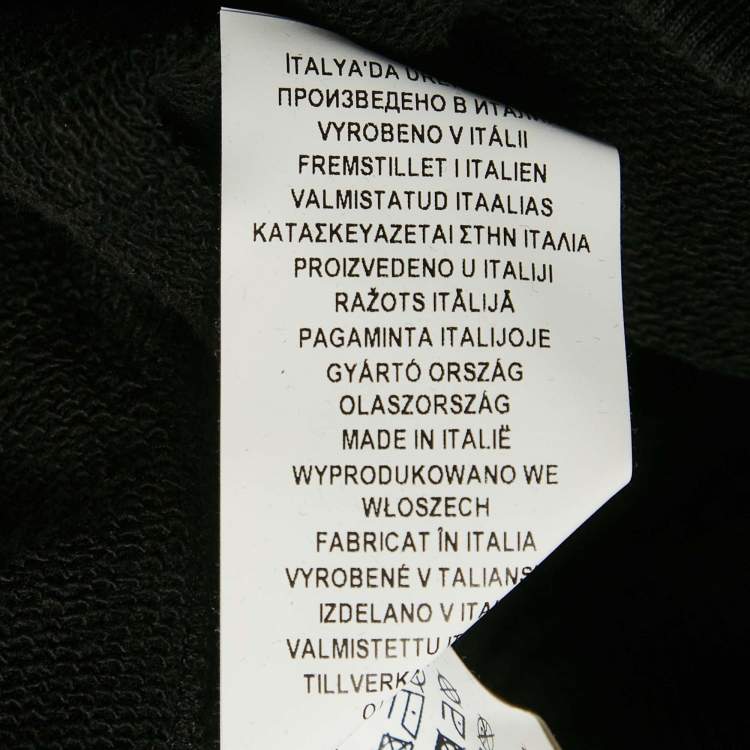 ITALYA'DA
ПРОИЗВЕДЕНО В
VYROBENO V ITÁLII
FREMSTILLET I ITALIEN
VALMISTATUD ITAALIAS
ΚΑΤΑΣΚΕΥΑΖΕΤΑΙ ΣΤΗΝ ΙΤΑΛΙΑ
PROIZVEDENO U ITALIJI
RAŽOTS ITĀLIJĀ
PAGAMINTA ITALIJOJE
GYÁRTÓ ORSZÁG
OLASZORSZÁG
MADE IN ITALIË
WYPRODUKOWANO WE
WŁOSZECH
FABRICAT ÎN ITALIA
VYROBENÉ V
IZDELANO V
VALMISTETTU